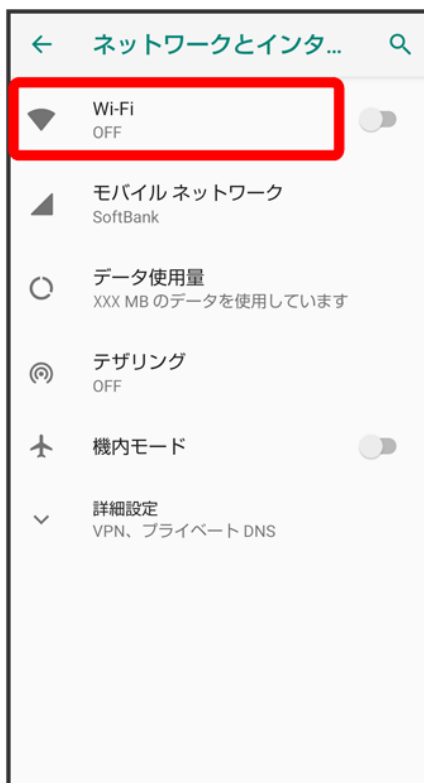 ネットワークとインタ...
Wi-Fi
OFF
モバイル ネットワーク
SoftBank
データ使用量
XXX MB のデータを使用しています
テザリング
OFF
機内モード
詳細設定
VPN、プライベート DNS